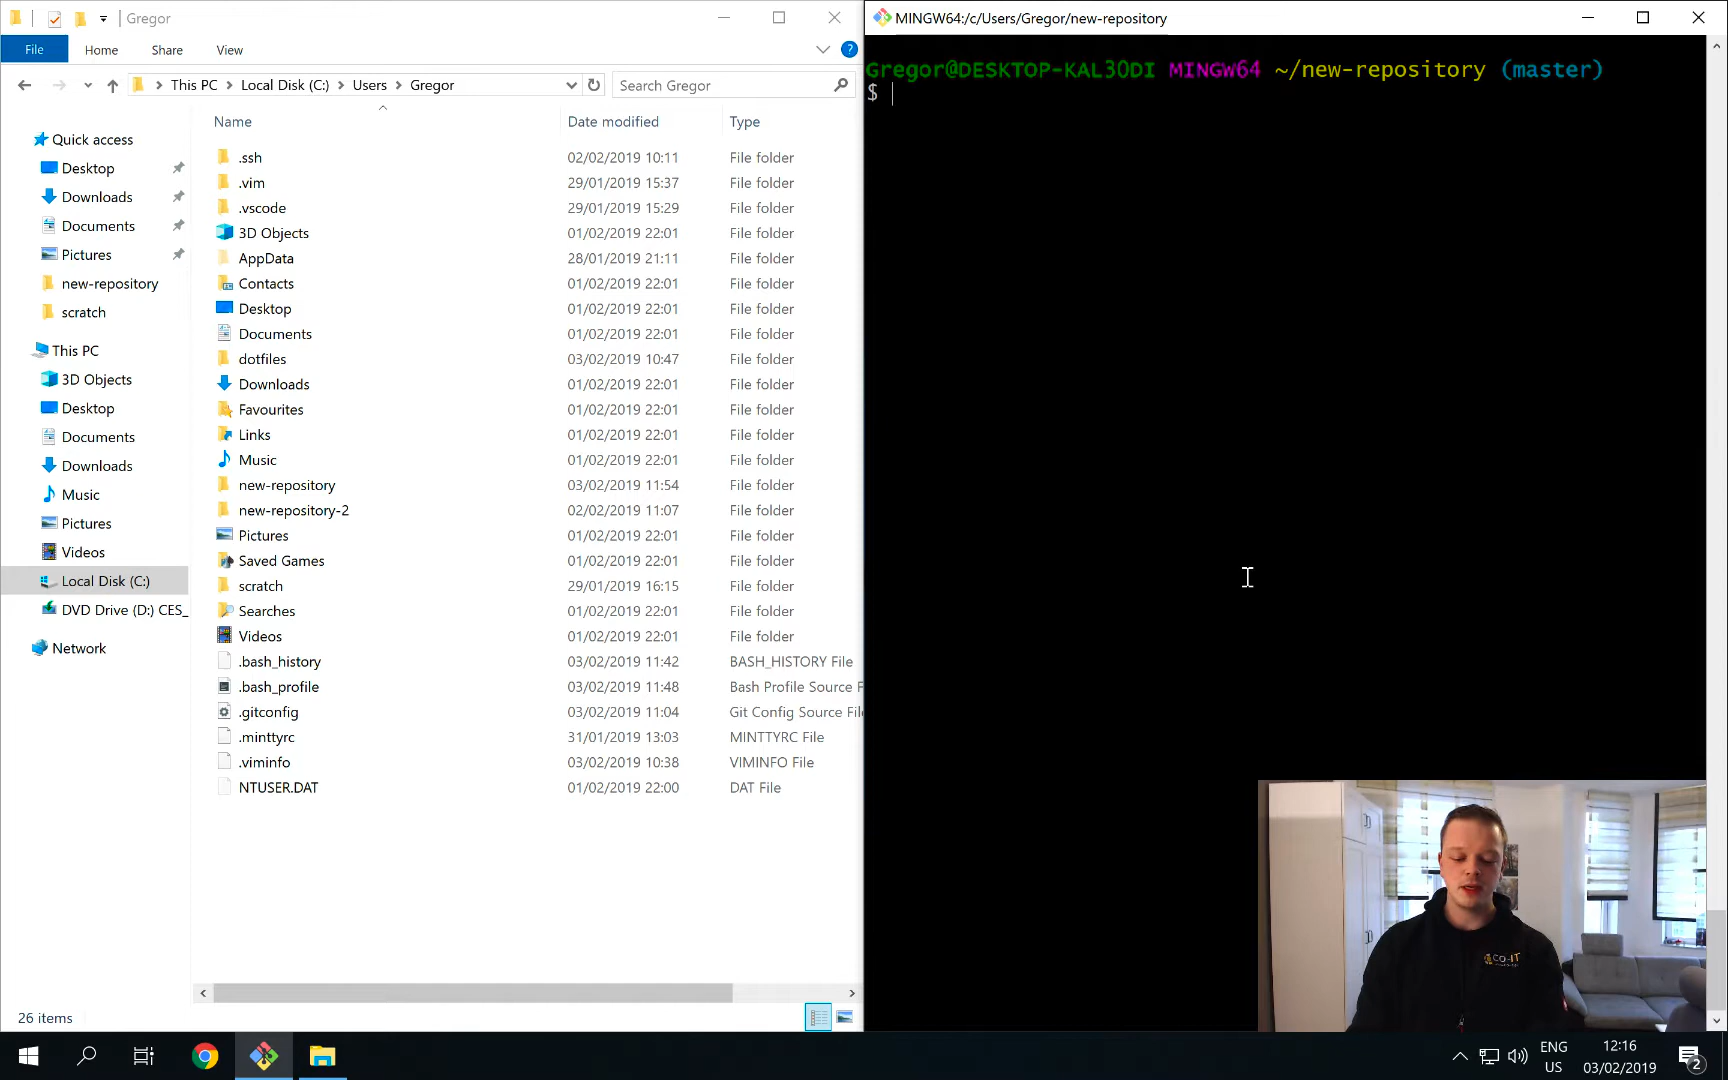 Gregor
File
Home
Share
View
This PC
Local Disk (C:)
Users
Gregor
Search Gregor
Name
Date modified
Type
Quick access
Desktop
Downloads
Documents
Pictures
new-repository
scratch
This PC
3D Objects
Desktop
Documents
Downloads
Music
Pictures
Videos
Local Disk (C:)
DVD Drive (D:) CES_
Network
.ssh 02/02/2019 10:11 File folder
.vim 29/01/2019 15:37 File folder
.vscode 29/01/2019 15:29 File folder
3D Objects 01/02/2019 22:01 File folder
AppData 28/01/2019 21:11 File folder
Contacts 01/02/2019 22:01 File folder
Desktop 01/02/2019 22:01 File folder
Documents 01/02/2019 22:01 File folder
dotfiles 03/02/2019 10:47 File folder
Downloads 01/02/2019 22:01 File folder
Favourites 01/02/2019 22:01 File folder
Links 01/02/2019 22:01 File folder
Music 01/02/2019 22:01 File folder
new-repository 03/02/2019 11:54 File folder
new-repository-2 02/02/2019 11:07 File folder
Pictures 01/02/2019 22:01 File folder
Saved Games 01/02/2019 22:01 File folder
scratch 29/01/2019 16:15 File folder
Searches 01/02/2019 22:01 File folder
Videos 01/02/2019 22:01 File folder
.bash_history 03/02/2019 11:42 BASH_HISTORY File
.bash_profile 03/02/2019 11:48 Bash Profile Source F
.gitconfig 03/02/2019 11:04 Git Config Source File
.minttyrc 31/01/2019 13:03 MINTTYRC File
.viminfo 03/02/2019 10:38 VIMINFO File
NTUSER.DAT 01/02/2019 22:00 DAT File
26 items
MINGW64:/c/Users/Gregor/new-repository
Gregor@DESKTOP-KAL30DI MINGW64 ~/new-repository (master)
$
CO-IT
ENG
US
12:16
03/02/2019
2